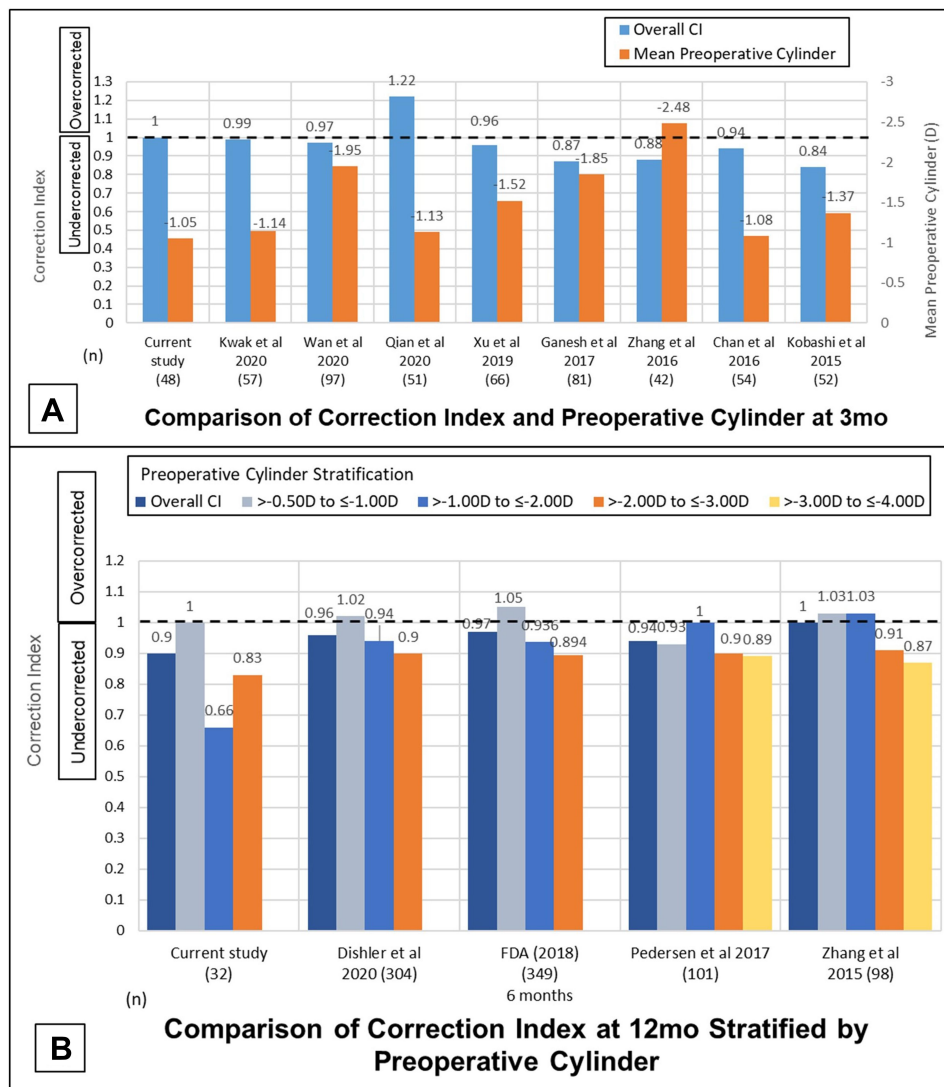 Overall CI
Mean Preoperative Cylinder
Overcorrected
Undercorrected
Correction Index
1.3
1.2
1.1
1
0.9
0.8
0.7
0.6
0.5
0.4
0.3
0.2
0.1
0
1
-1.05
0.99
-1.14
0.97
-1.95
1.22
-1.13
0.96
-1.52
0.87
-1.85
0.88
-2.48
0.94
-1.08
0.84
-1.37
-3
-2.5
-2
-1.5
-1
-0.5
0
Mean Preoperative Cylinder (D)
(n)
Current study (48)
Kwak et al 2020 (57)
Wan et al 2020 (97)
Qian et al 2020 (51)
Xu et al 2019 (66)
Ganesh et al 2017 (81)
Zhang et al 2016 (42)
Chan et al 2016 (54)
Kobashi et al 2015 (52)
A
Comparison of Correction Index and Preoperative Cylinder at 3mo
Preoperative Cylinder Stratification
Overall CI
>-0.50D to ≤-1.00D
>-1.00D to ≤-2.00D
>-2.00D to ≤-3.00D
>-3.00D to ≤-4.00D
Overcorrected
Undercorrected
Correction Index
1.2
1.1
1
0.9
0.8
0.7
0.6
0.5
0.4
0.3
0.2
0.1
0
0.9
1
0.66
0.83
0.96
1.02
0.94
0.9
0.97
1.05
0.936
0.894
0.94
0.93
1
0.9
0.89
1
1.03
1.03
0.91
0.87
Current study
(32)
Dishler et al
2020 (304)
FDA (2018)
(349)
6 months
Pedersen et al 2017
(101)
Zhang et al
2015 (98)
(n)
B
Comparison of Correction Index at 12mo Stratified by
Preoperative Cylinder